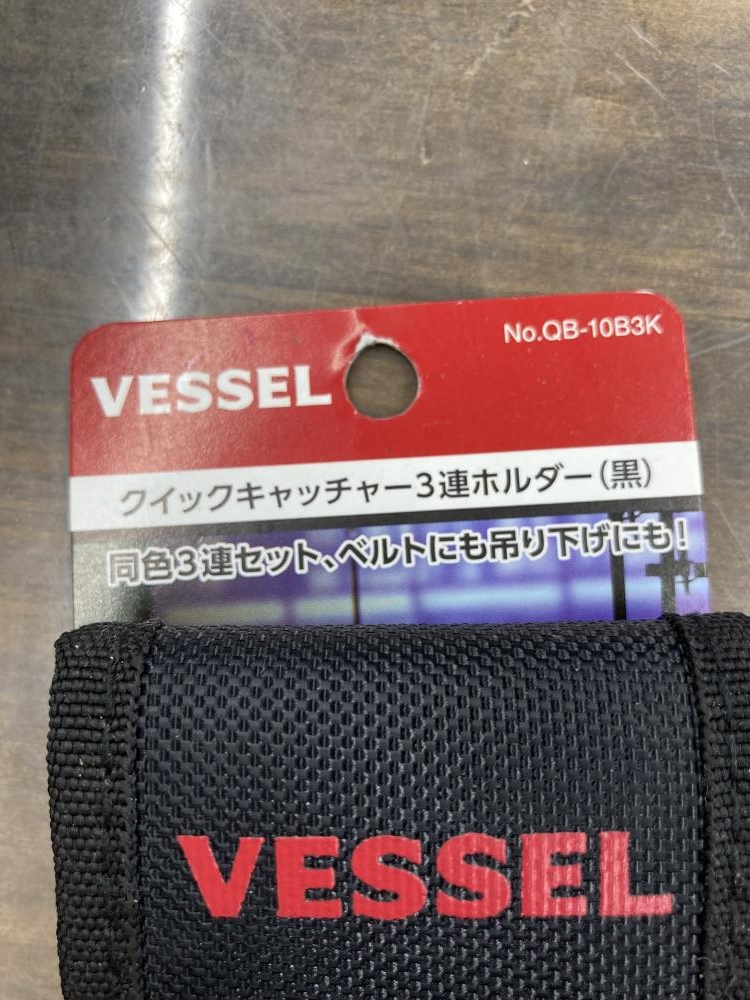 No.QB-10B3K
VESSEL
クイックキャッチャー3連ホルダー(黒)
同色3連セット、ベルトにも吊り下げにも!
VESSEL